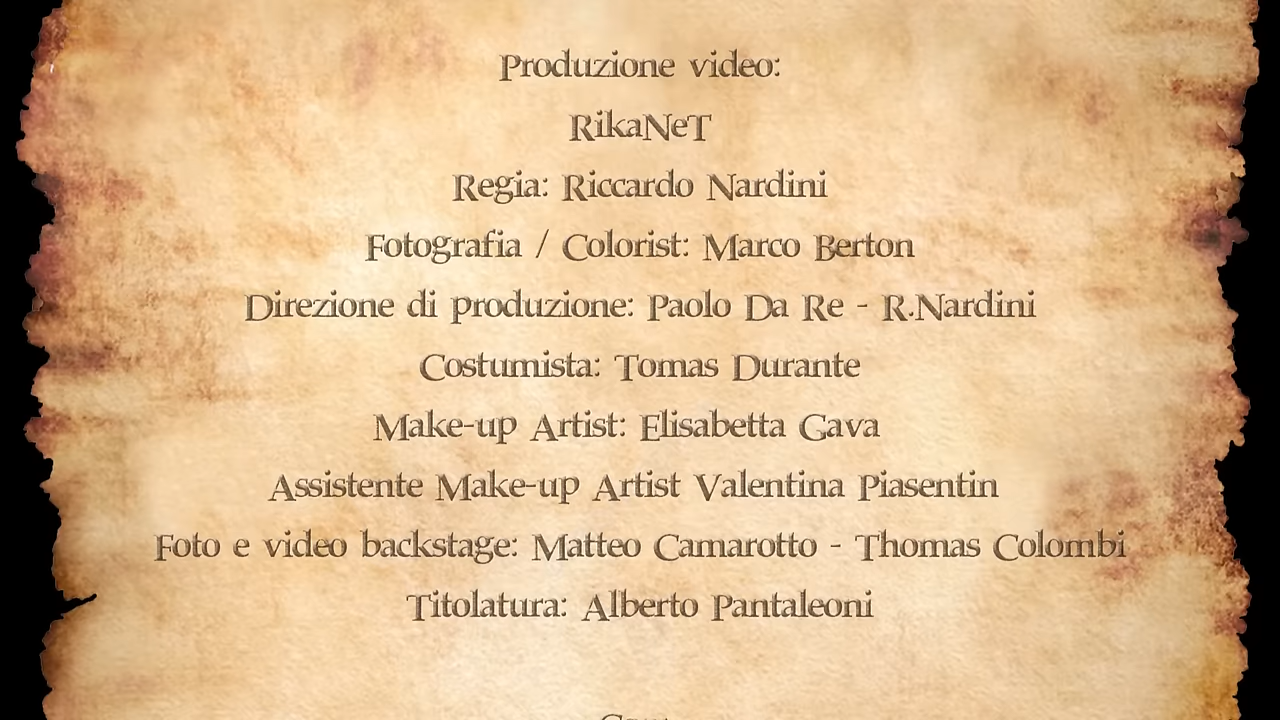 Produzione video:
RikaNeT
Regia: Riccardo Nardini
Fotografia / Colorist: Marco Berton
Direzione di produzione: Paolo Da Re - R.Nardini
Costumista: Tomas Durante
Make-up Artist: Elisabetta Gava
Assistente Make-up Artist Valentina Piasentin
Foto e video backstage: Matteo Camarotto - Thomas Colombi
Titolatura: Alberto Pantaleoni